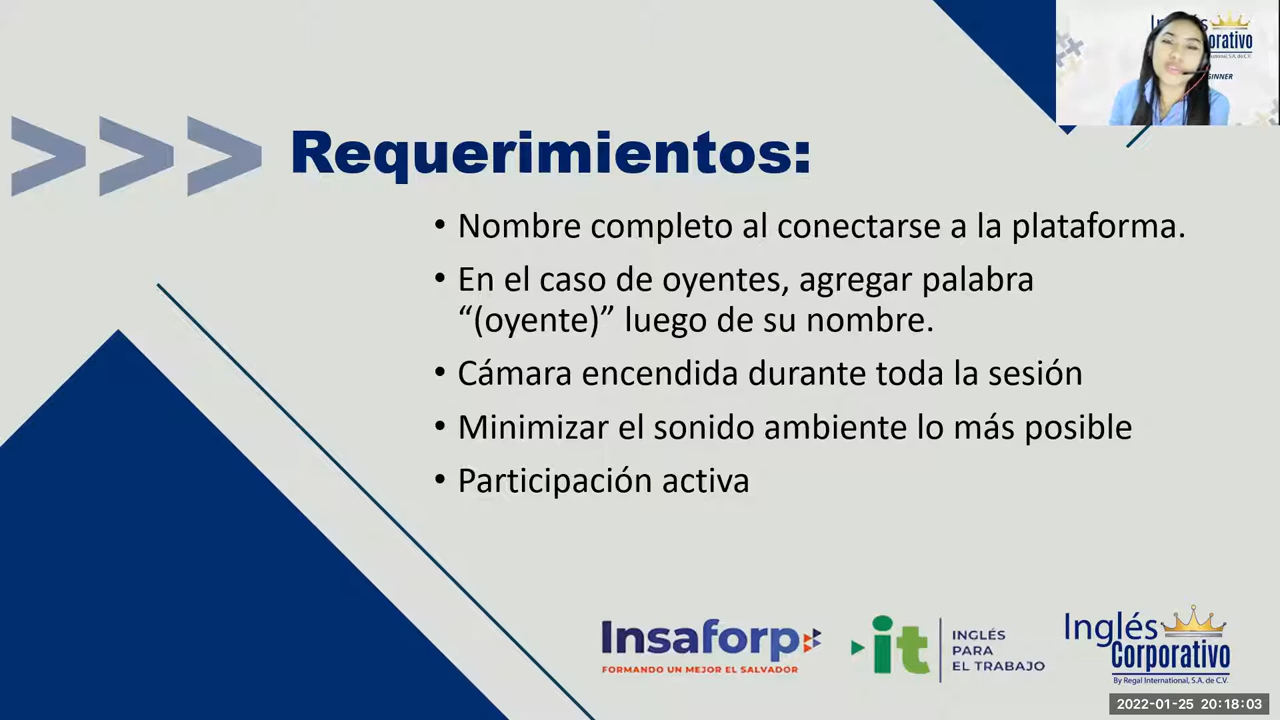 Requerimientos:
• Nombre completo al conectarse a la plataforma.
• En el caso de oyentes, agregar palabra
“(oyente)” luego de su nombre.
• Cámara encendida durante toda la sesión
• Minimizar el sonido ambiente lo más posible
• Participación activa
Insaforp
FORMANDO UN MEJOR EL SALVADOR
it
INGLÉS
PARA
EL TRABAJO
Inglés
Corporativo
By Regal International, S.A. de C.V.
2022-01-25 20:18:03